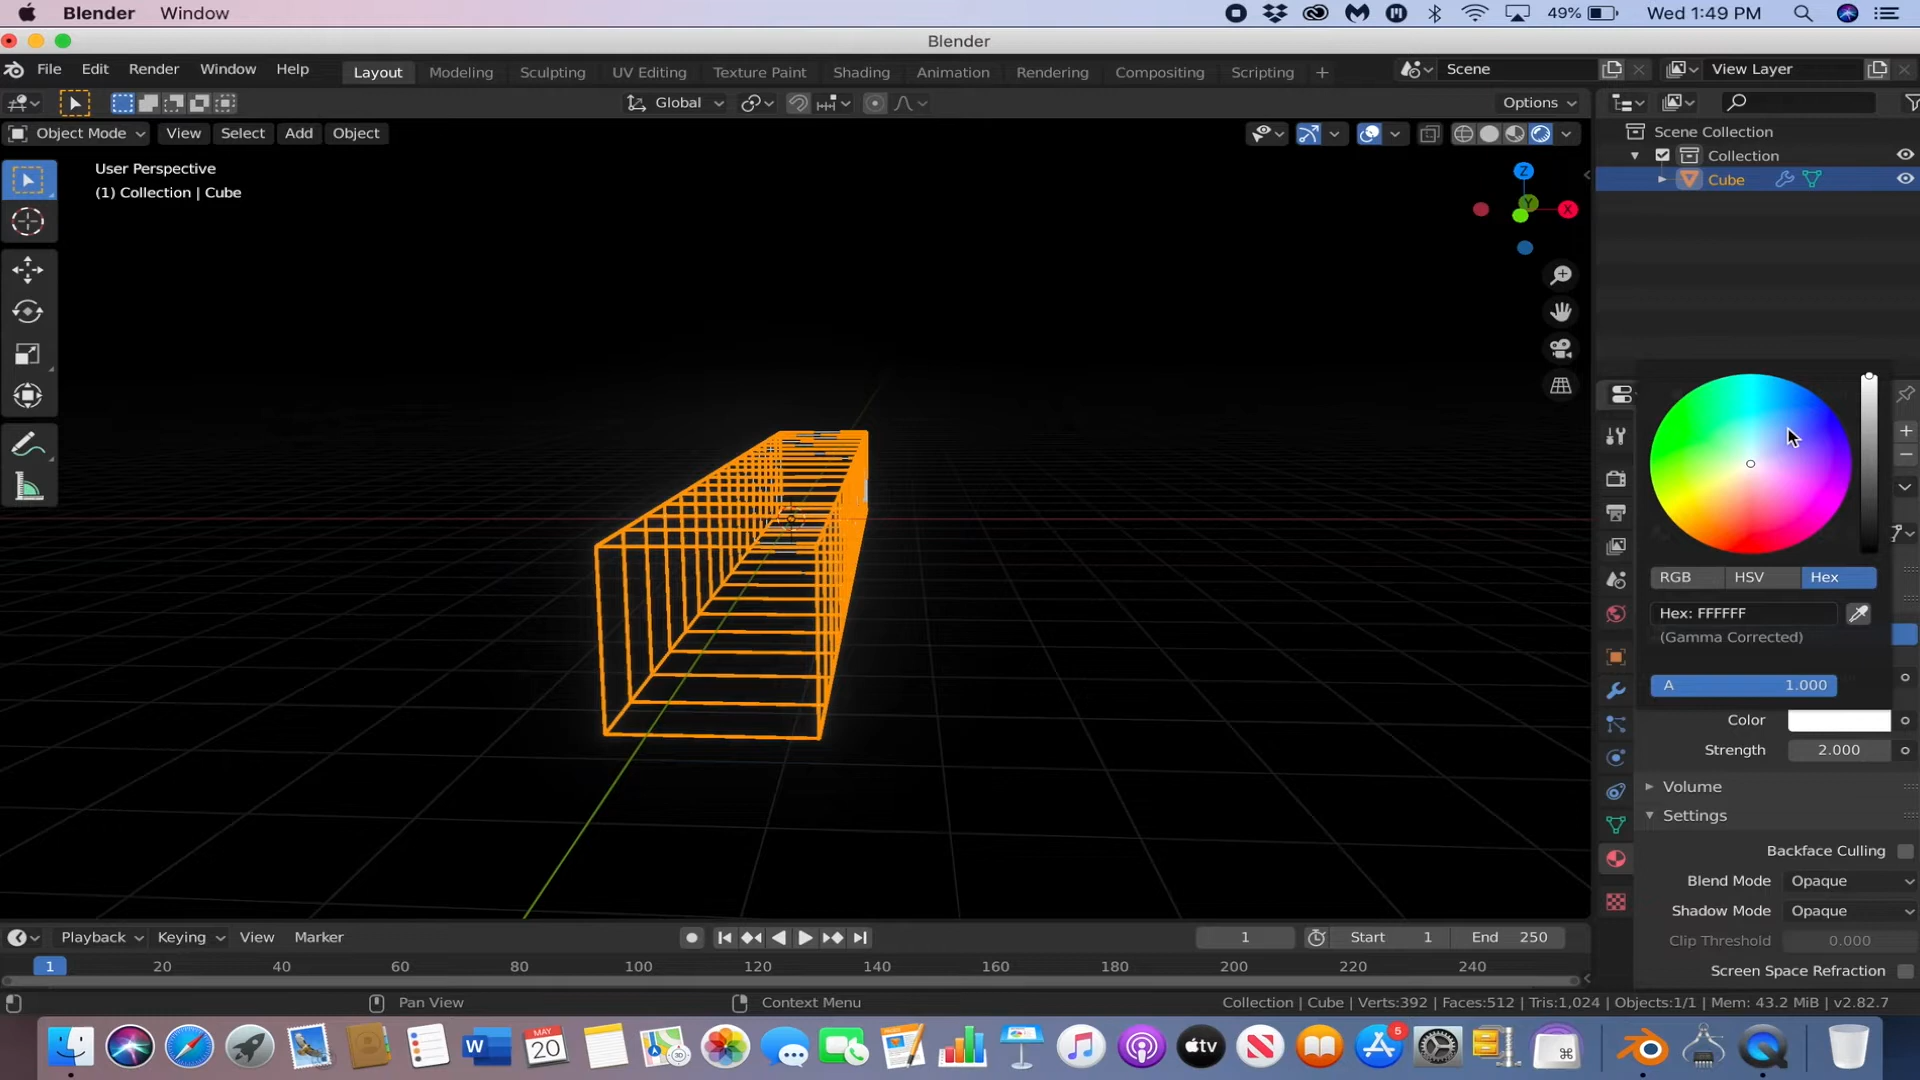 Blender Window 49% Wed 1:49 PM
Blender
File Edit Render Window Help Layout Modeling Sculpting UV Editing Texture Paint Shading Animation Rendering Compositing Scripting + Scene View Layer
Global Options
Object Mode View Select Add Object
Scene Collection
Collection
Cube
User Perspective
(1) Collection | Cube
Z
Y
X
RGB HSV Hex
Hex: FFFFFF
(Gamma Corrected)
A 1.000
Color
Strength 2.000
Volume
Settings
Backface Culling
Blend Mode Opaque
Shadow Mode Opaque
Clip Threshold 0.000
Screen Space Refraction
Playback Keying View Marker 1 Start 1 End 250
1 20 40 60 80 100 120 140 160 180 200 220 240
Pan View Context Menu Collection | Cube | Verts:392 | Faces:512 | Tris:1,024 | Objects:1/1 | Mem: 43.2 MiB | v2.82.7
W
MAY
20
tv
5